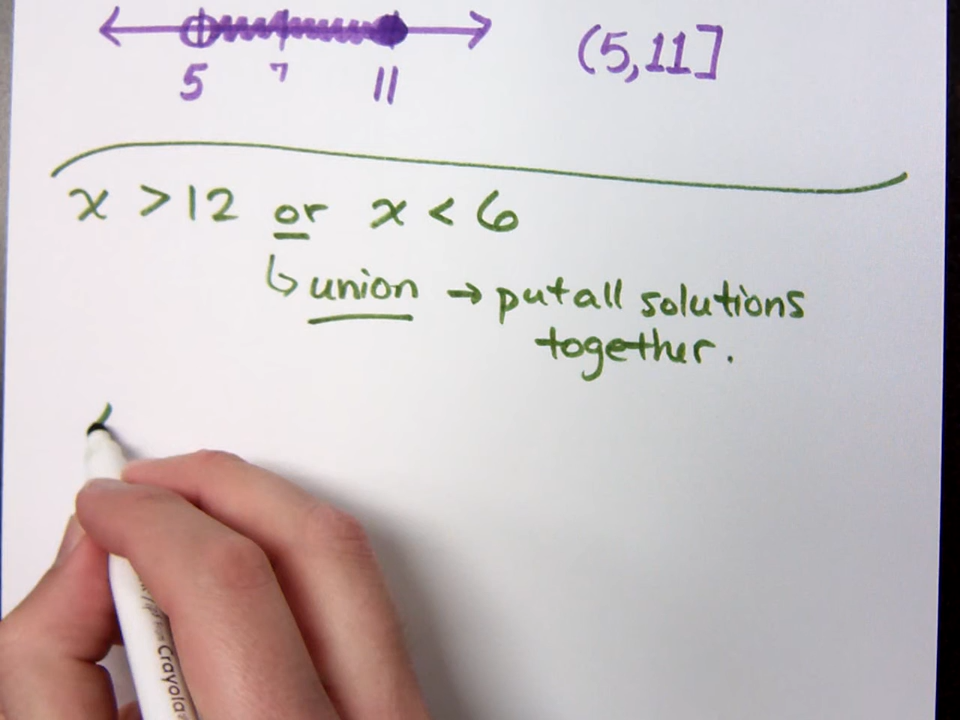 5 7 11 (5,11]
x > 12 or x < 6
↳ union → put all solutions
together.
Crayola